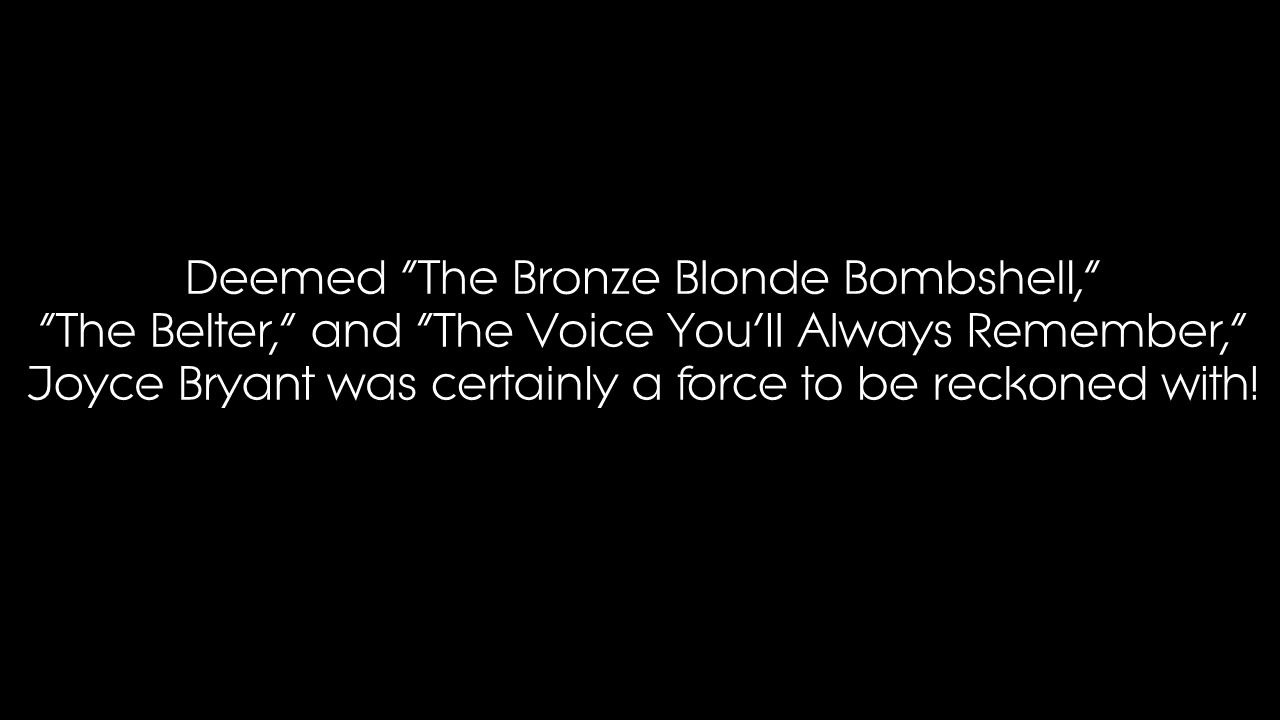 Deemed "The Bronze Blonde Bombshell,"
"The Belter," and "The Voice You'll Always Remember,"
Joyce Bryant was certainly a force to be reckoned with!